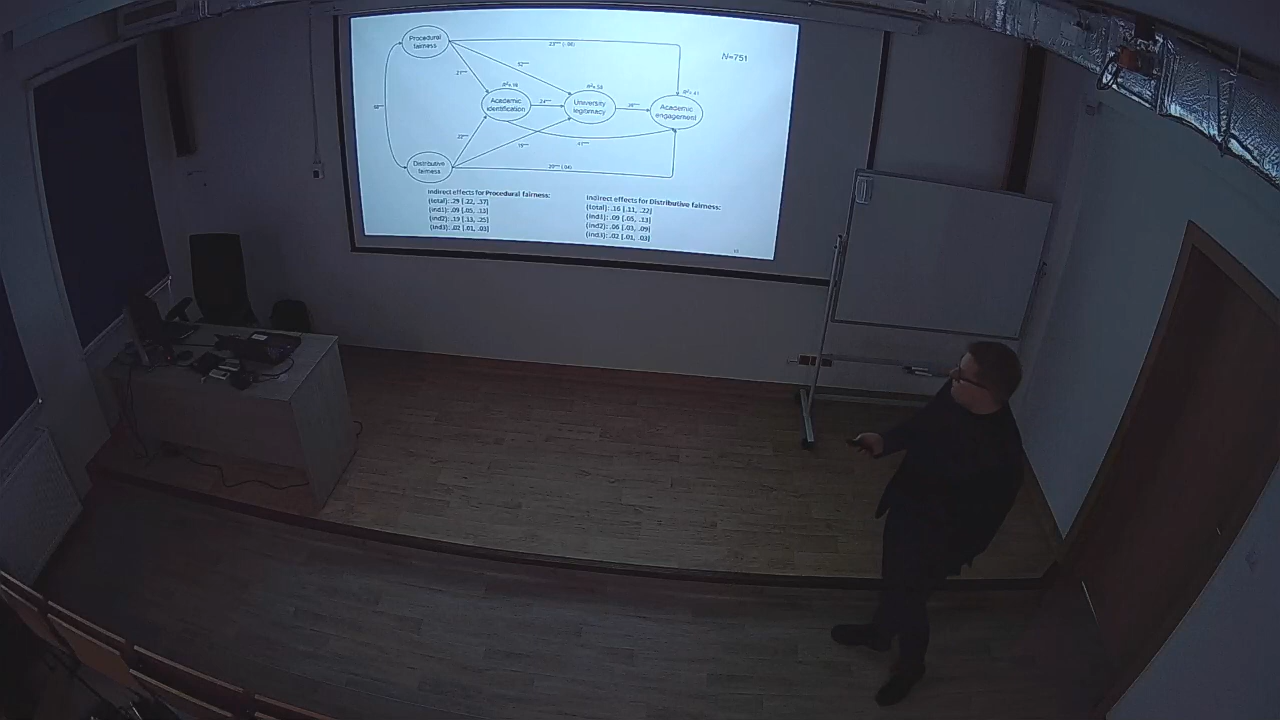 Procedural
fairness
N=751
Academic
identification
University
legitimacy
Academic
engagement
Distributive
fairness
Indirect effects for Procedural fairness:
(total): .29 [.22, .37]
(ind1): .09 [.05, .13]
(ind2): .19 [.13, .25]
(ind3): .02 [.01, .03]
Indirect effects for Distributive fairness:
(total): .16 [.11, .22]
(ind1): .09 [.05, .13]
(ind2): .06 [.03, .09]
(ind3): .02 [.01, .03]